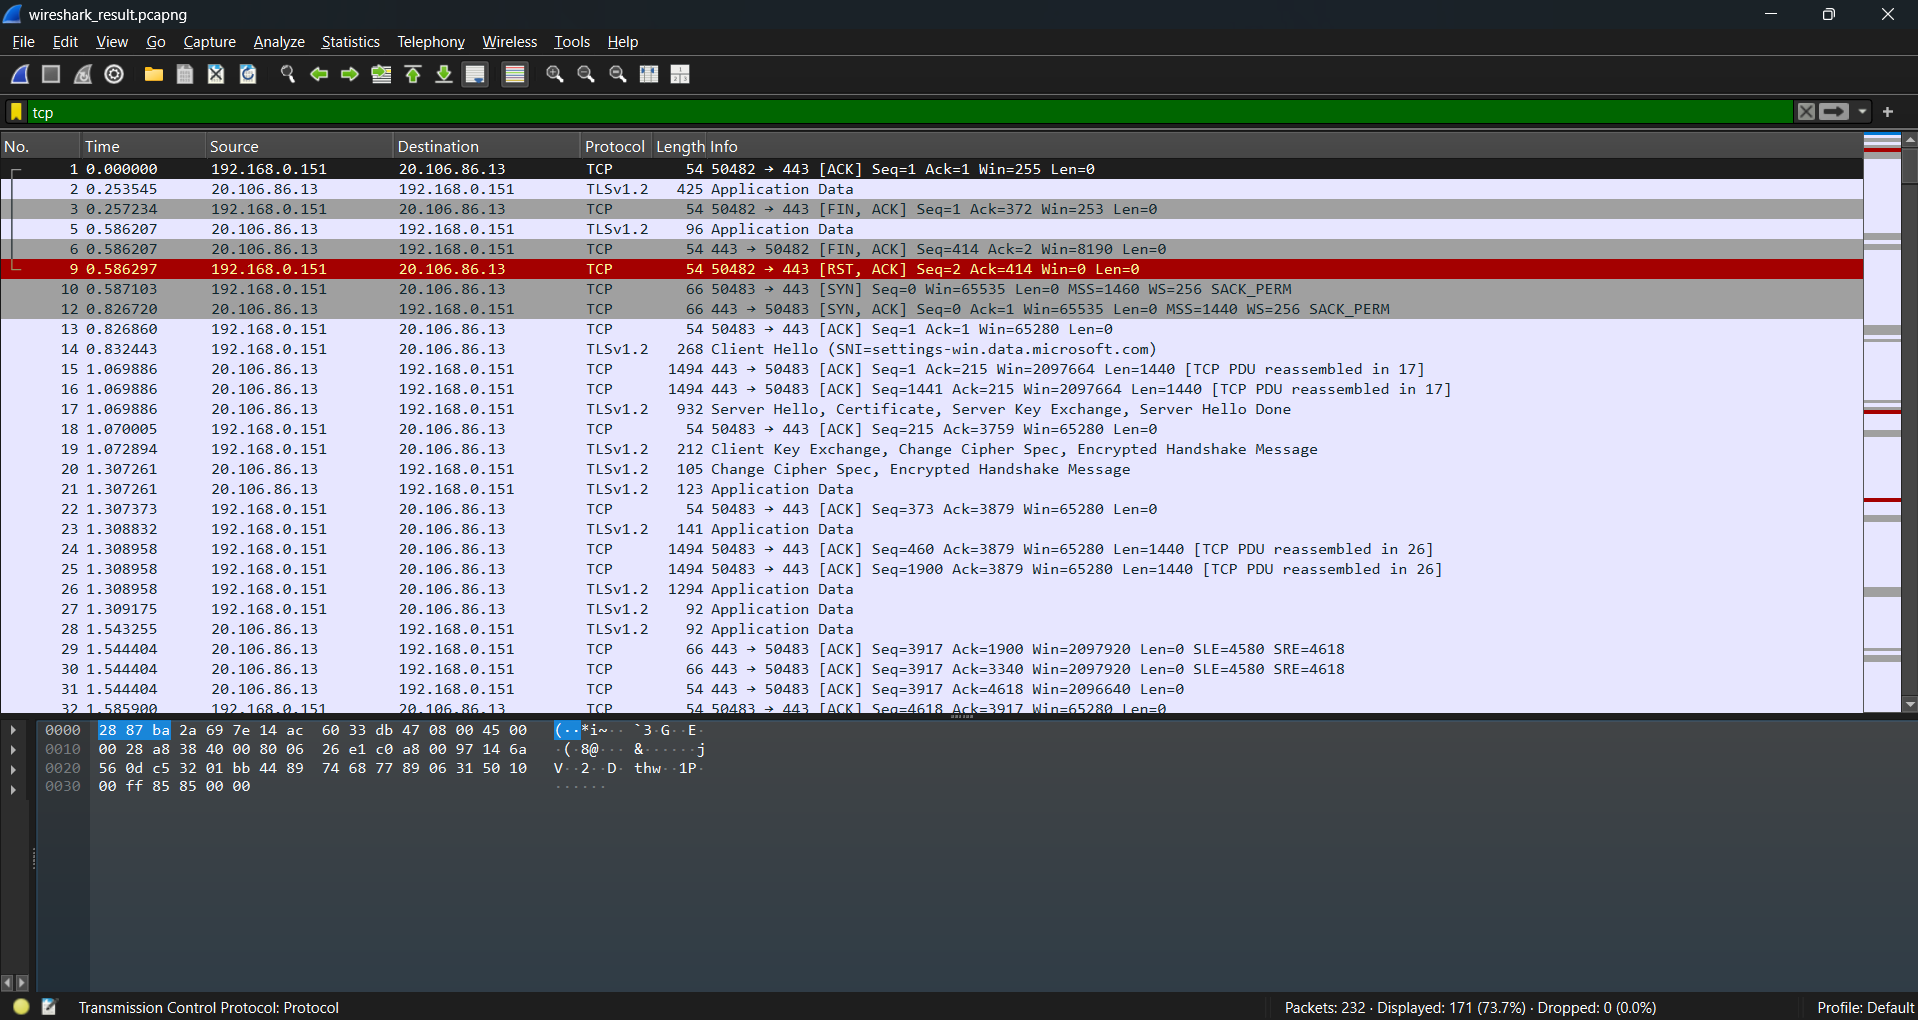 wireshark_result.pcapng
File Edit View Go Capture Analyze Statistics Telephony Wireless Tools Help
tcp
No. Time Source Destination Protocol Length Info
1 0.000000 192.168.0.151 20.106.86.13 TCP 54 50482 → 443 [ACK] Seq=1 Ack=1 Win=255 Len=0
2 0.253545 20.106.86.13 192.168.0.151 TLSv1.2 425 Application Data
3 0.257234 192.168.0.151 20.106.86.13 TCP 54 50482 → 443 [FIN, ACK] Seq=1 Ack=372 Win=253 Len=0
5 0.586207 20.106.86.13 192.168.0.151 TLSv1.2 96 Application Data
6 0.586207 20.106.86.13 192.168.0.151 TCP 54 443 → 50482 [FIN, ACK] Seq=414 Ack=2 Win=8190 Len=0
9 0.586297 192.168.0.151 20.106.86.13 TCP 54 50482 → 443 [RST, ACK] Seq=2 Ack=414 Win=0 Len=0
10 0.587103 192.168.0.151 20.106.86.13 TCP 66 50483 → 443 [SYN] Seq=0 Win=65535 Len=0 MSS=1460 WS=256 SACK_PERM
12 0.826720 20.106.86.13 192.168.0.151 TCP 66 443 → 50483 [SYN, ACK] Seq=0 Ack=1 Win=65535 Len=0 MSS=1440 WS=256 SACK_PERM
13 0.826860 192.168.0.151 20.106.86.13 TCP 54 50483 → 443 [ACK] Seq=1 Ack=1 Win=65280 Len=0
14 0.832443 192.168.0.151 20.106.86.13 TLSv1.2 268 Client Hello (SNI=settings-win.data.microsoft.com)
15 1.069886 20.106.86.13 192.168.0.151 TCP 1494 443 → 50483 [ACK] Seq=1 Ack=215 Win=2097664 Len=1440 [TCP PDU reassembled in 17]
16 1.069886 20.106.86.13 192.168.0.151 TCP 1494 443 → 50483 [ACK] Seq=1441 Ack=215 Win=2097664 Len=1440 [TCP PDU reassembled in 17]
17 1.069886 20.106.86.13 192.168.0.151 TLSv1.2 932 Server Hello, Certificate, Server Key Exchange, Server Hello Done
18 1.070005 192.168.0.151 20.106.86.13 TCP 54 50483 → 443 [ACK] Seq=215 Ack=3759 Win=65280 Len=0
19 1.072894 192.168.0.151 20.106.86.13 TLSv1.2 212 Client Key Exchange, Change Cipher Spec, Encrypted Handshake Message
20 1.307261 20.106.86.13 192.168.0.151 TLSv1.2 105 Change Cipher Spec, Encrypted Handshake Message
21 1.307261 20.106.86.13 192.168.0.151 TLSv1.2 123 Application Data
22 1.307373 192.168.0.151 20.106.86.13 TCP 54 50483 → 443 [ACK] Seq=373 Ack=3879 Win=65280 Len=0
23 1.308832 192.168.0.151 20.106.86.13 TLSv1.2 141 Application Data
24 1.308958 192.168.0.151 20.106.86.13 TCP 1494 50483 → 443 [ACK] Seq=460 Ack=3879 Win=65280 Len=1440 [TCP PDU reassembled in 26]
25 1.308958 192.168.0.151 20.106.86.13 TCP 1494 50483 → 443 [ACK] Seq=1900 Ack=3879 Win=65280 Len=1440 [TCP PDU reassembled in 26]
26 1.308958 192.168.0.151 20.106.86.13 TLSv1.2 1294 Application Data
27 1.309175 192.168.0.151 20.106.86.13 TLSv1.2 92 Application Data
28 1.543255 20.106.86.13 192.168.0.151 TLSv1.2 92 Application Data
29 1.544404 20.106.86.13 192.168.0.151 TCP 66 443 → 50483 [ACK] Seq=3917 Ack=1900 Win=2097920 Len=0 SLE=4580 SRE=4618
30 1.544404 20.106.86.13 192.168.0.151 TCP 66 443 → 50483 [ACK] Seq=3917 Ack=3340 Win=2097920 Len=0 SLE=4580 SRE=4618
31 1.544404 20.106.86.13 192.168.0.151 TCP 54 443 → 50483 [ACK] Seq=3917 Ack=4618 Win=2096640 Len=0
32 1.585900 192.168.0.151 20.106.86.13 TCP 54 50483 → 443 [ACK] Seq=4618 Ack=3917 Win=65280 Len=0
0000 28 87 ba 2a 69 7e 14 ac 60 33 db 47 08 00 45 00 (··*i~·· `3·G··E·
0010 00 28 a8 38 40 00 80 06 26 e1 c0 a8 00 97 14 6a ·(·8@··· &······j
0020 56 0d c5 32 01 bb 44 89 74 68 77 89 06 31 50 10 V··2··D· thw··1P·
0030 00 ff 85 85 00 00 ······
Transmission Control Protocol: Protocol
Packets: 232 · Displayed: 171 (73.7%) · Dropped: 0 (0.0%)
Profile: Default